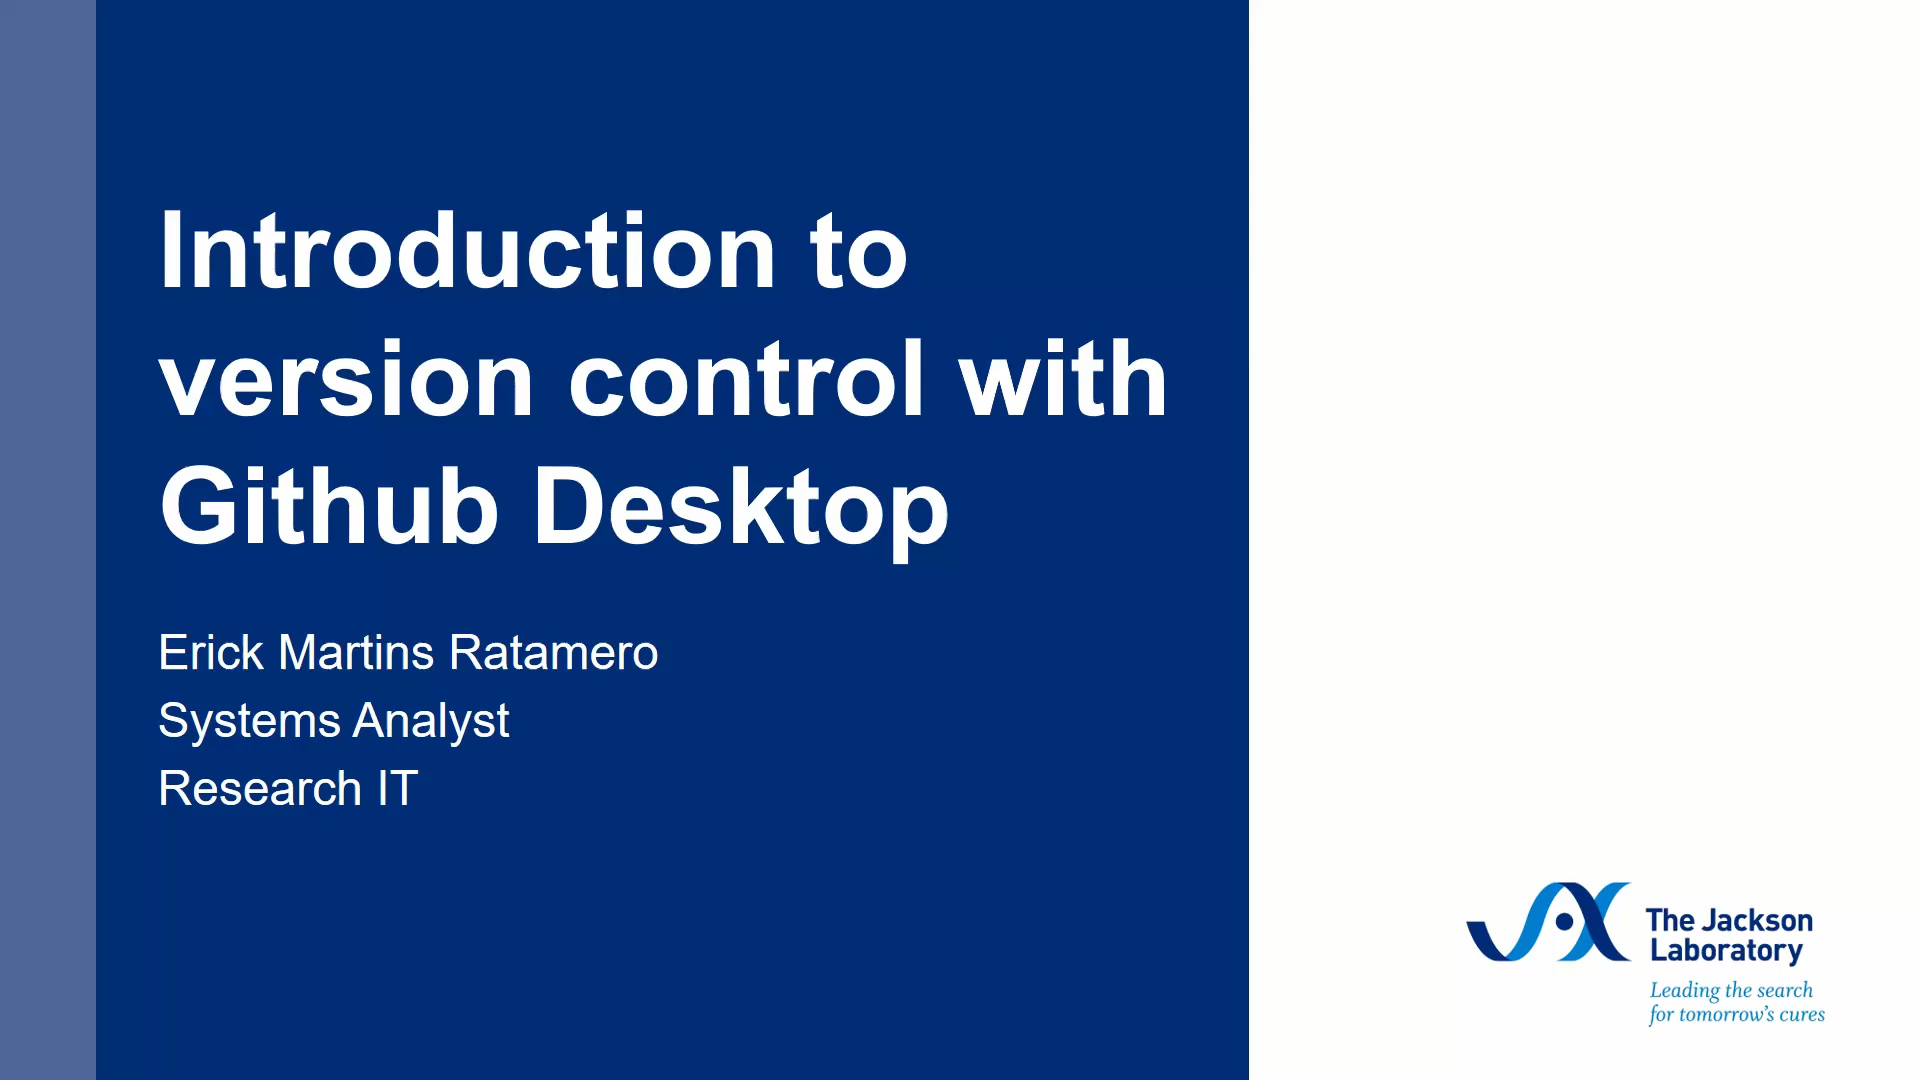 Introduction to
version control with
Github Desktop
Erick Martins Ratamero
Systems Analyst
Research IT
JAX
The Jackson
Laboratory
Leading the search
for tomorrow's cures